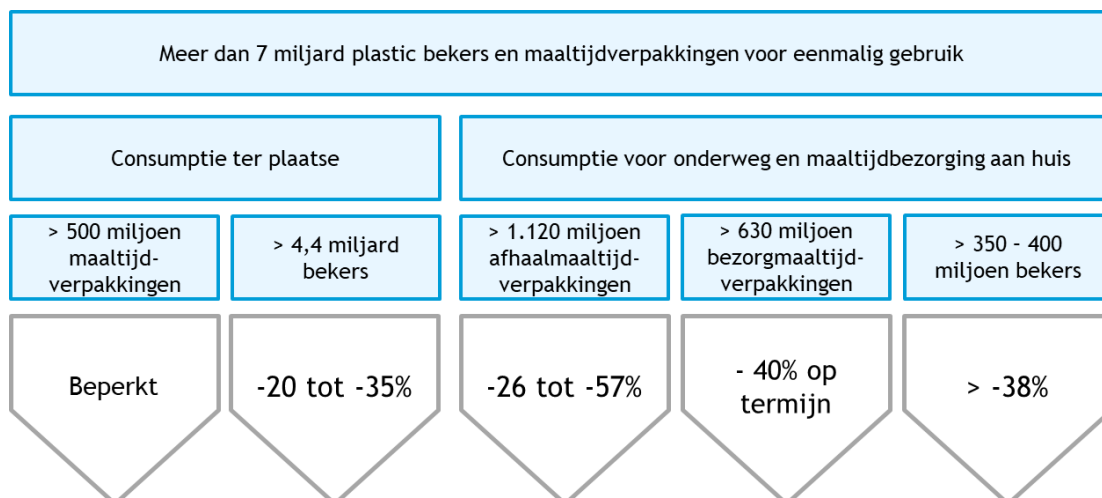 Meer dan 7 miljard plastic bekers en maaltijdverpakkingen voor eenmalig gebruik
Consumptie ter plaatse
Consumptie voor onderweg en maaltijdbezorging aan huis
> 500 miljoen
maaltijd-
verpakkingen
> 4,4 miljard
bekers
> 1.120 miljoen
afhaalmaaltijd-
verpakkingen
> 630 miljoen
bezorgmaaltijd-
verpakkingen
> 350 – 400
miljoen bekers
Beperkt
-20 tot -35%
-26 tot -57%
- 40% op
termijn
> -38%